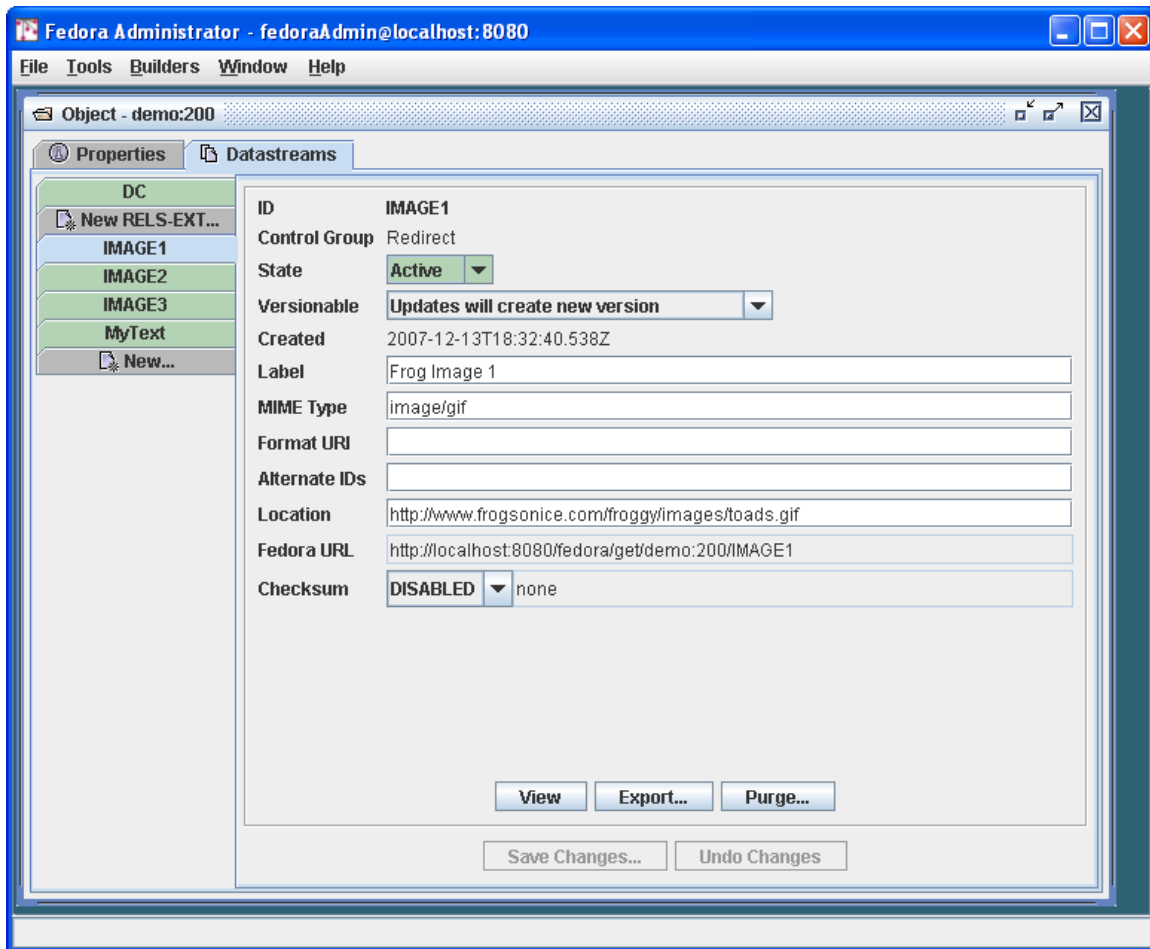 Fedora Administrator - fedoraAdmin@localhost:8080
File Tools Builders Window Help
Object - demo:200
Properties Datastreams
DC
New RELS-EXT...
IMAGE1
IMAGE2
IMAGE3
MyText
New...
ID IMAGE1
Control Group Redirect
State Active
Versionable Updates will create new version
Created 2007-12-13T18:32:40.538Z
Label Frog Image 1
MIME Type image/gif
Format URI
Alternate IDs
Location http://www.frogsonice.com/froggy/images/toads.gif
Fedora URL http://localhost:8080/fedora/get/demo:200/IMAGE1
Checksum DISABLED none
View Export... Purge...
Save Changes... Undo Changes